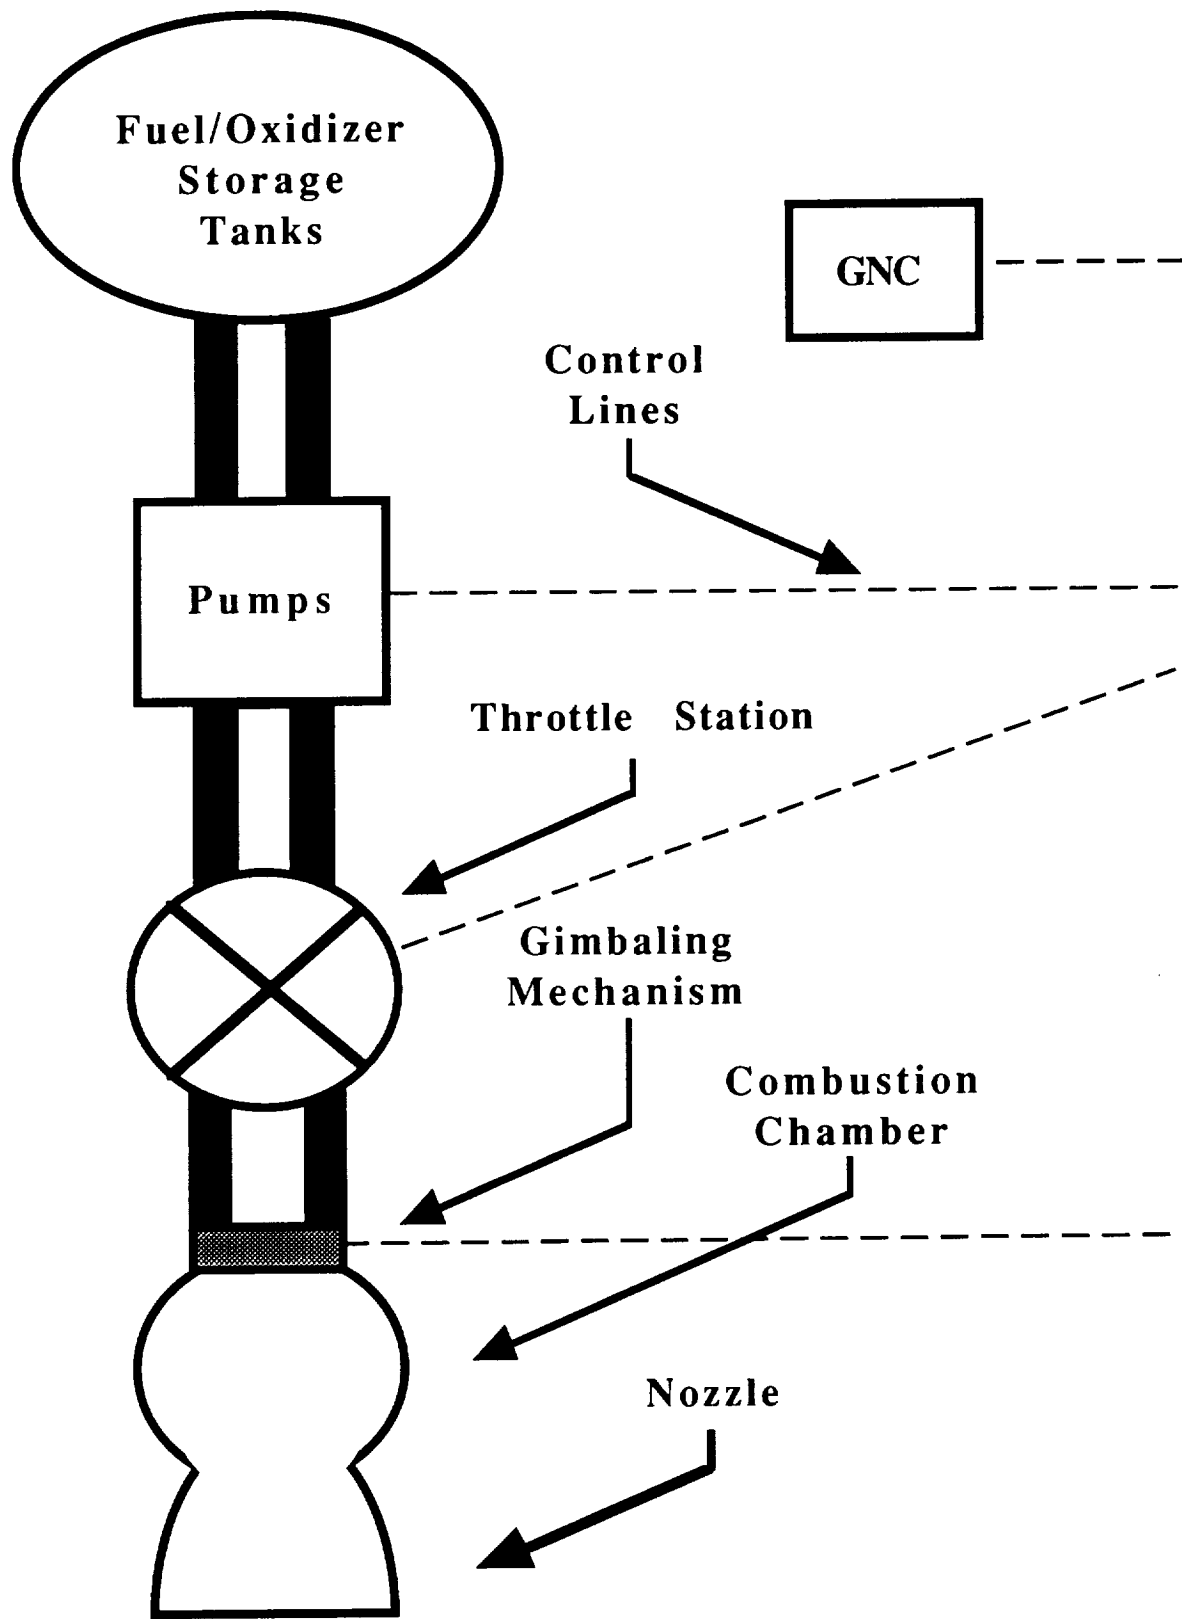 Fuel/Oxidizer
Storage
Tanks
GNC
Control
Lines
Pumps
Throttle Station
Gimbaling
Mechanism
Combustion
Chamber
Nozzle